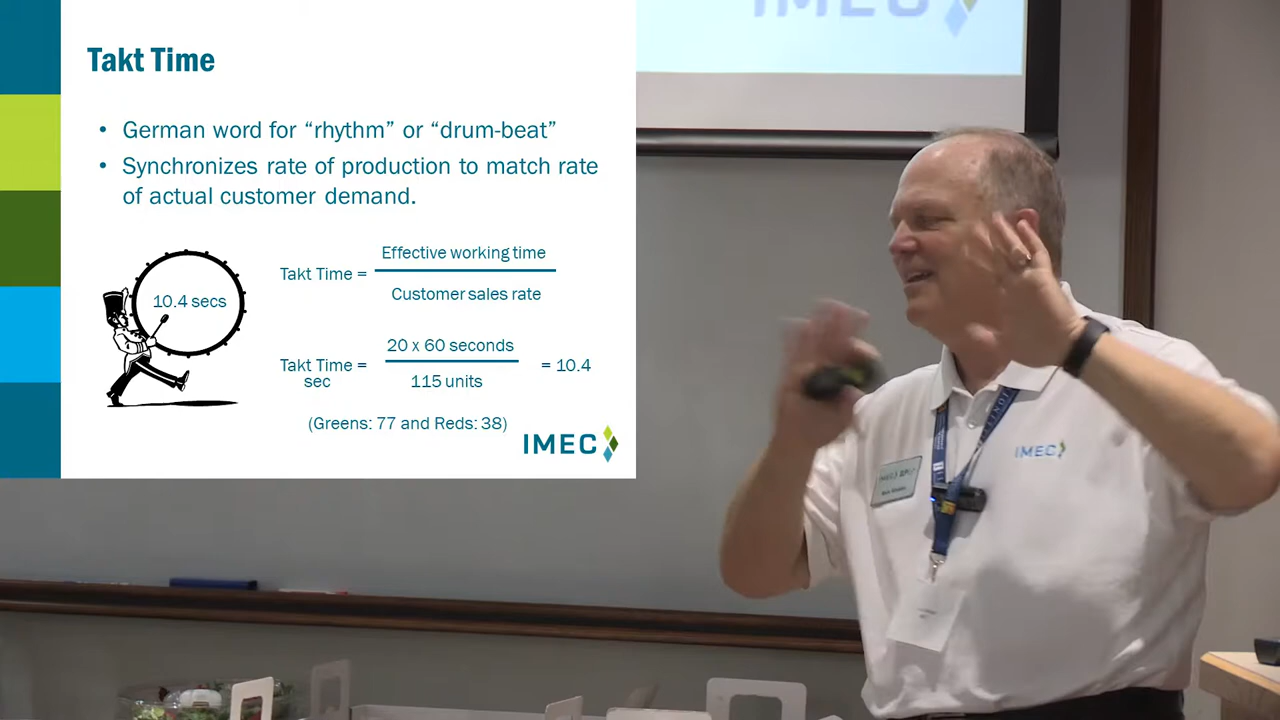 IMEC
Takt Time
• German word for “rhythm” or “drum-beat”
• Synchronizes rate of production to match rate
of actual customer demand.
10.4 secs
Takt Time =
Effective working time
Customer sales rate
Takt Time =
sec
20 x 60 seconds
115 units
= 10.4
(Greens: 77 and Reds: 38)
IMEC
IMEC